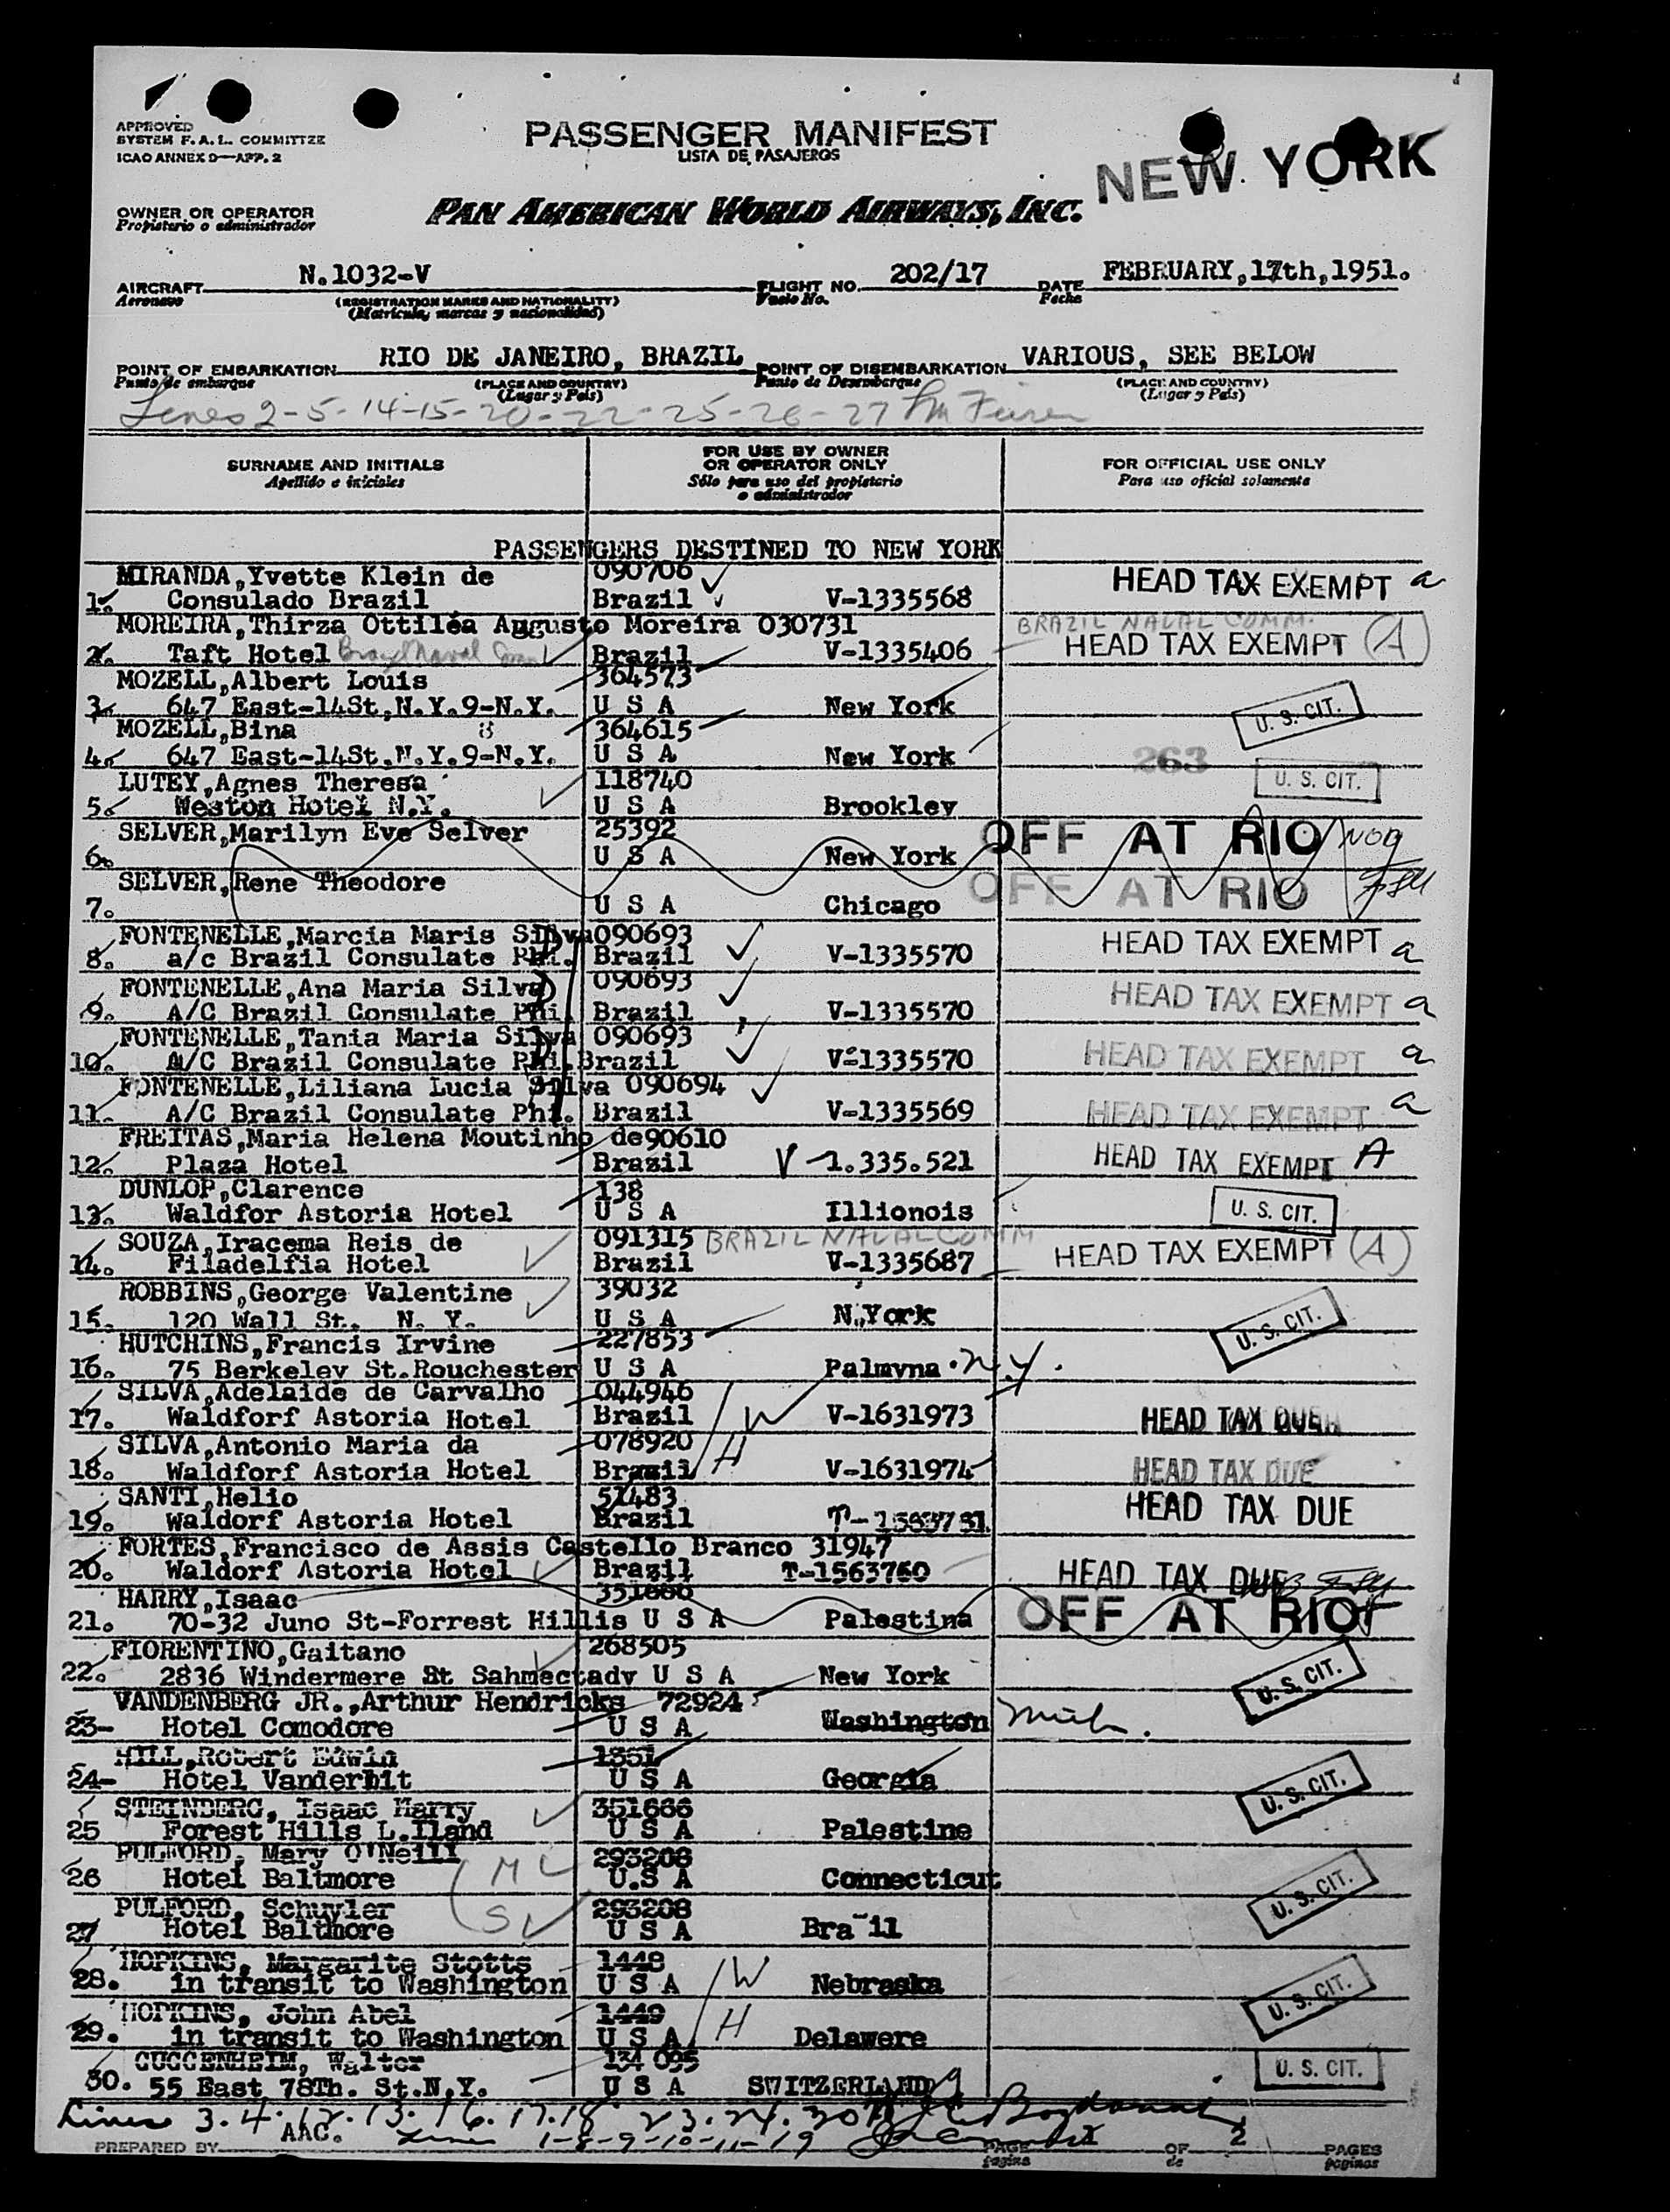 APPROVED
SYSTEM F.A.L. COMMITTEE
ICAO ANNEX 9—APP. 2
PASSENGER MANIFEST
LISTA DE PASAJEROS
NEW YORK
OWNER OR OPERATOR
Propietario o administrador
PAN AMERICAN WORLD AIRWAYS, INC.
AIRCRAFT N.1032-V FLIGHT NO. 202/17 DATE FEBRUARY,17th,1951.
Aeronave (REGISTRATION MARKS AND NATIONALITY) Vuelo No. Fecha
(Matricula, marcas y nacionalidad)
POINT OF EMBARKATION RIO DE JANEIRO, BRAZIL POINT OF DISEMBARKATION VARIOUS, SEE BELOW
Punto de embarque (PLACE AND COUNTRY) Punto de Desembarque (PLACE AND COUNTRY)
(Lugar y Pais) (Lugar y Pais)
Lines 2-5-14-15-20-22-25-26-27
SURNAME AND INITIALS FOR USE BY OWNER OR OPERATOR ONLY FOR OFFICIAL USE ONLY
Apellido e iniciales Sólo para uso del propietario o administrador Para uso oficial solamente
PASSENGERS DESTINED TO NEW YORK
MIRANDA,Yvette Klein de 090706 HEAD TAX EXEMPT a
1. Consulado Brazil Brazil V-1335568
MOREIRA,Thirza Ottiléa Augusto Moreira 030731 BRAZIL NAVAL COMM.
2. Taft Hotel Brazil Naval Brazil V-1335406 HEAD TAX EXEMPT (A)
MOZELL,Albert Louis 364573
3. 647 East-14St,N.Y.9-N.Y. U S A New York U. S. CIT.
MOZELL,Bina 364615
4. 647 East-14St.N.Y.9-N.Y. U S A New York 263
LUTEY,Agnes Theresa 118740 U. S. CIT.
5. Weston Hotel N.Y. U S A Brookley
SELVER,Marilyn Eve Selver 25392 OFF AT RIO
6. U S A New York
SELVER,Rene Theodore OFF AT RIO
7. U S A Chicago
FONTENELLE,Marcia Maris Silva 090693 HEAD TAX EXEMPT a
8. a/c Brazil Consulate Phi. Brazil V-1335570
FONTENELLE,Ana Maria Silva 090693 HEAD TAX EXEMPT a
9. A/C Brazil Consulate Phi Brazil V-1335570
FONTENELLE,Tania Maria Silva 090693 HEAD TAX EXEMPT a
10. A/C Brazil Consulate Phi.Brazil V-1335570
FONTENELLE,Liliana Lucia Silva 090694 HEAD TAX EXEMPT a
11. A/C Brazil Consulate Phi. Brazil V-1335569
FREITAS,Maria Helena Moutinho de90610 HEAD TAX EXEMPT A
12. Plaza Hotel Brazil V-1.335.521
DUNLOP,Clarence 138 U. S. CIT.
13. Waldfor Astoria Hotel U S A Illionois
SOUZA,Iracema Reis de 091315 BRAZIL NAVAL COMM
14. Filadelfia Hotel Brazil V-1335687 HEAD TAX EXEMPT (A)
ROBBINS,George Valentine 39032
15. 120 Wall St. N. Y. U S A N.York U. S. CIT.
HUTCHINS,Francis Irvine 227853
16. 75 Berkeley St.Rouchester U S A Palmyna. N.Y.
SILVA,Adelaide de Carvalho 044946
17. Waldforf Astoria Hotel Brazil W V-1631973 HEAD TAX DUE
SILVA,Antonio Maria da 078920 H
18. Waldforf Astoria Hotel Brazil V-1631974 HEAD TAX DUE
SANTI,Helio 51483 HEAD TAX DUE
19. waldorf Astoria Hotel Brazil
FORTES,Francisco de Assis Castello Branco 31947
20. Waldorf Astoria Hotel Brazil T-1563760 HEAD TAX DUE
HARRY,Isaac OFF AT RIO
21. 70-32 Juno St-Forrest Hillis U S A Palestina
FIORENTINO,Gaitano 268505
22. 2836 Windermere St Sahmectady U S A New York U. S. CIT.
VANDENBERG JR.,Arthur Hendricks 72924
23- Hotel Comodore U S A Washington Mich.
HILL,Robert Edwin 1351
24- Hotel Vanderbit U S A Georgia U. S. CIT.
STEINBERG, Isaac Harry 351666
25 Forest Hills L.Iland U S A Palestine
PULFORD, Mary O'Neill M 293208
26 Hotel Baltmore U.S A Connecticut U. S. CIT.
PULFORD, Schuyler S 293208
27 Hotel Balthore U S A Bra~il
HOPKINS, Margarite Stotts 1448 W
28. in transit to Washington U S A Nebraska U. S. CIT.
HOPKINS, John Abel 1449 H
29. in transit to Washington U S A Delawere
GUGGENHEIM, Walter 134 095 U. S. CIT.
30. 55 East 78Th. St.N.Y. U S A SWITZERLAND
Lines 3.4.12.13.16.17.18 23.24.30
AAC. Lines 1-8-9-10-11-19
PREPARED BY PAGE 1 OF 2 PAGES
Pagina de paginas